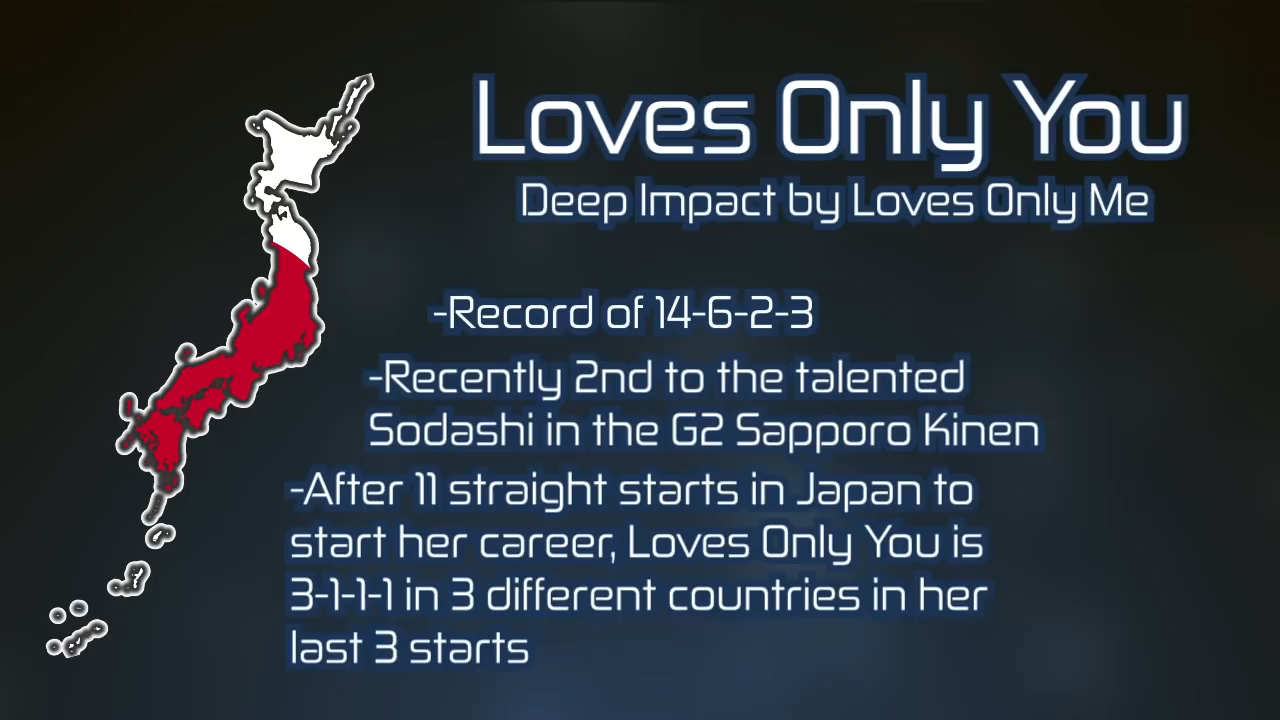 Loves Only You
Deep Impact by Loves Only Me
-Record of 14-6-2-3
-Recently 2nd to the talented
Sodashi in the G2 Sapporo Kinen
-After 11 straight starts in Japan to
start her career, Loves Only You is
3-1-1-1 in 3 different countries in her
last 3 starts